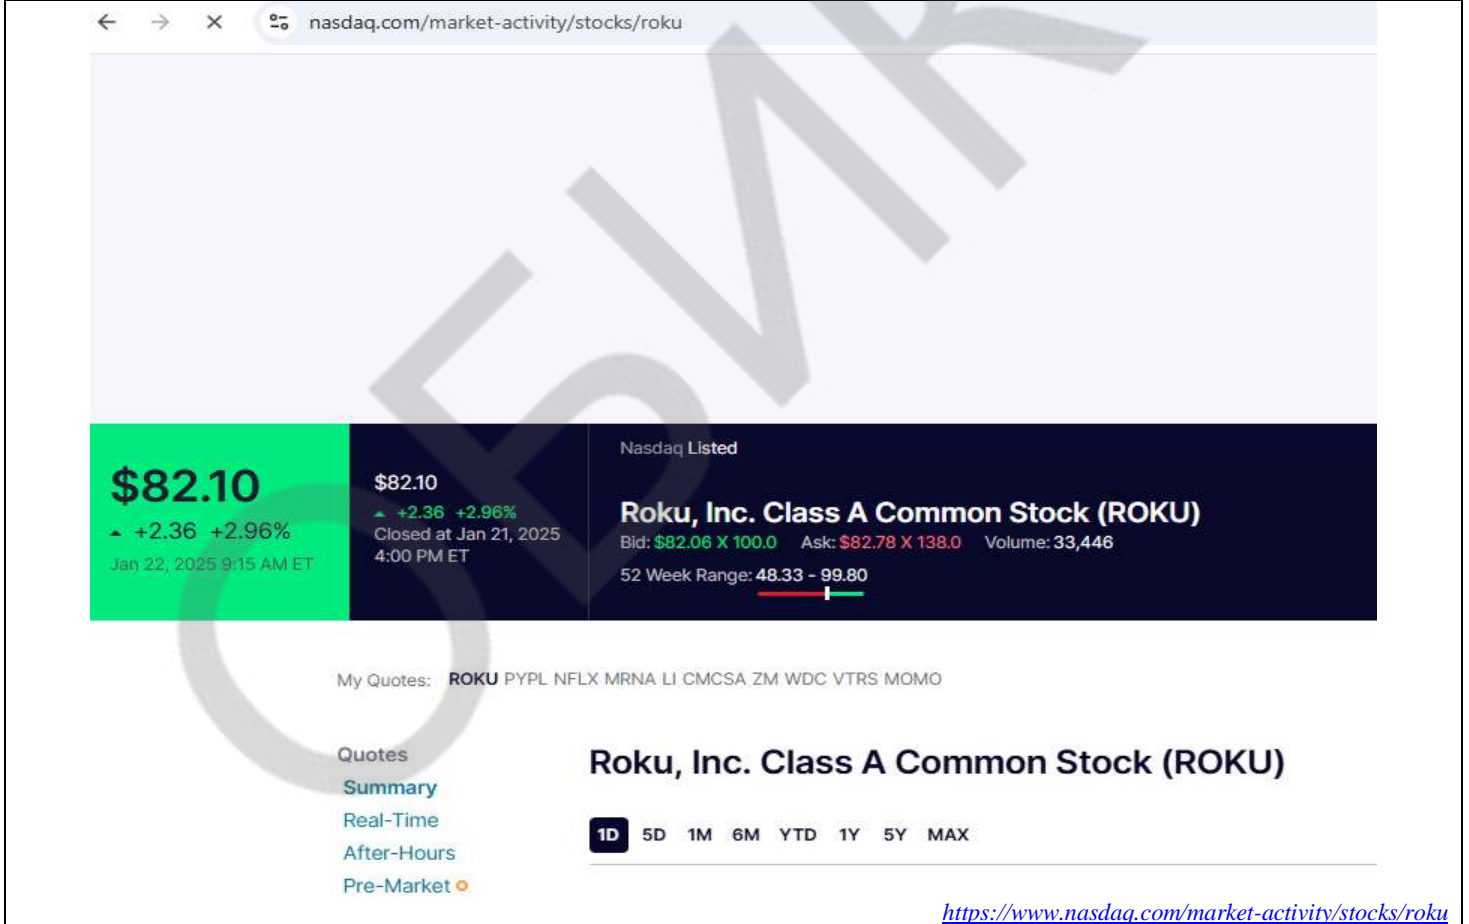 nasdaq.com/market-activity/stocks/roku
ОБИК
$82.10
+2.36 +2.96%
Jan 22, 2025 9:15 AM ET
$82.10
+2.36 +2.96%
Closed at Jan 21, 2025
4:00 PM ET
Nasdaq Listed
Roku, Inc. Class A Common Stock (ROKU)
Bid: $82.06 X 100.0 Ask: $82.78 X 138.0 Volume: 33,446
52 Week Range: 48.33 - 99.80
My Quotes: ROKU PYPL NFLX MRNA LI CMCSA ZM WDC VTRS MOMO
Quotes
Summary
Real-Time
After-Hours
Pre-Market
Roku, Inc. Class A Common Stock (ROKU)
1D 5D 1M 6M YTD 1Y 5Y MAX
https://www.nasdaq.com/market-activity/stocks/roku